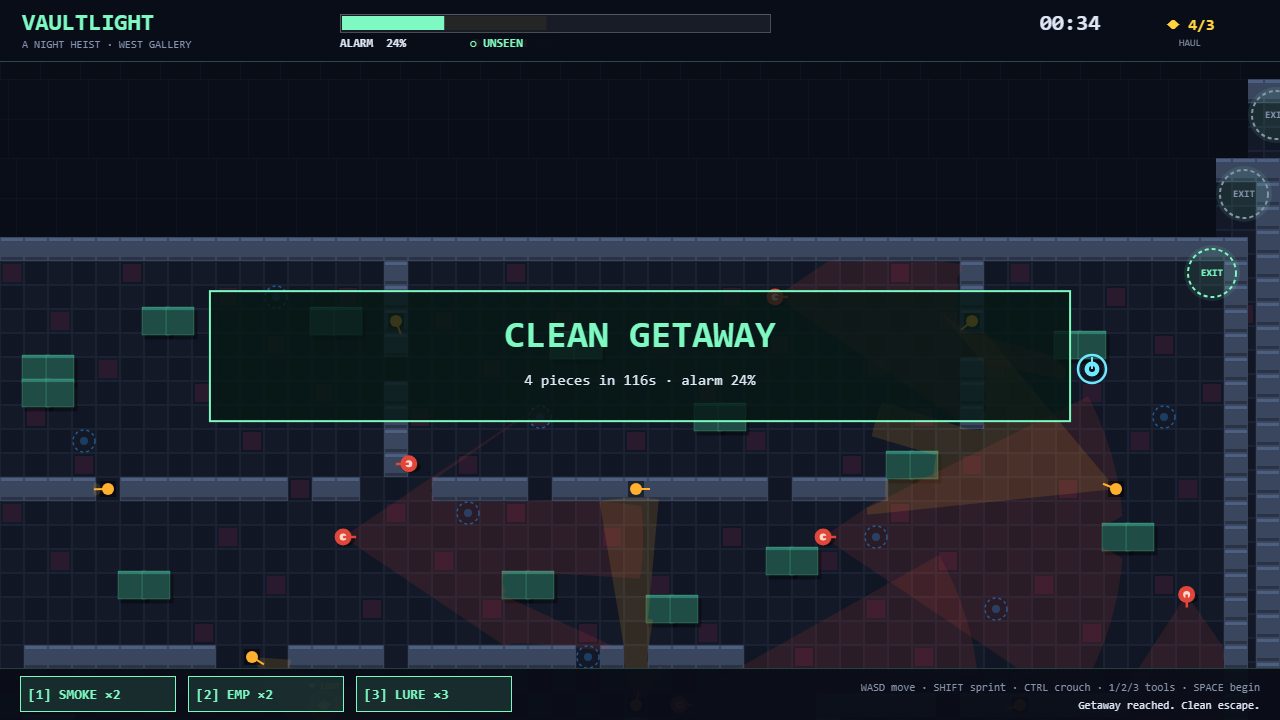 VAULTLIGHT
A NIGHT HEIST · WEST GALLERY
ALARM 24%
UNSEEN
00:34
4/3
HAUL
EXIT
EXIT
CLEAN GETAWAY
4 pieces in 116s · alarm 24%
[1] SMOKE ×2
[2] EMP ×2
[3] LURE ×3
WASD move · SHIFT sprint · CTRL crouch · 1/2/3 tools · SPACE begin
Getaway reached. Clean escape.